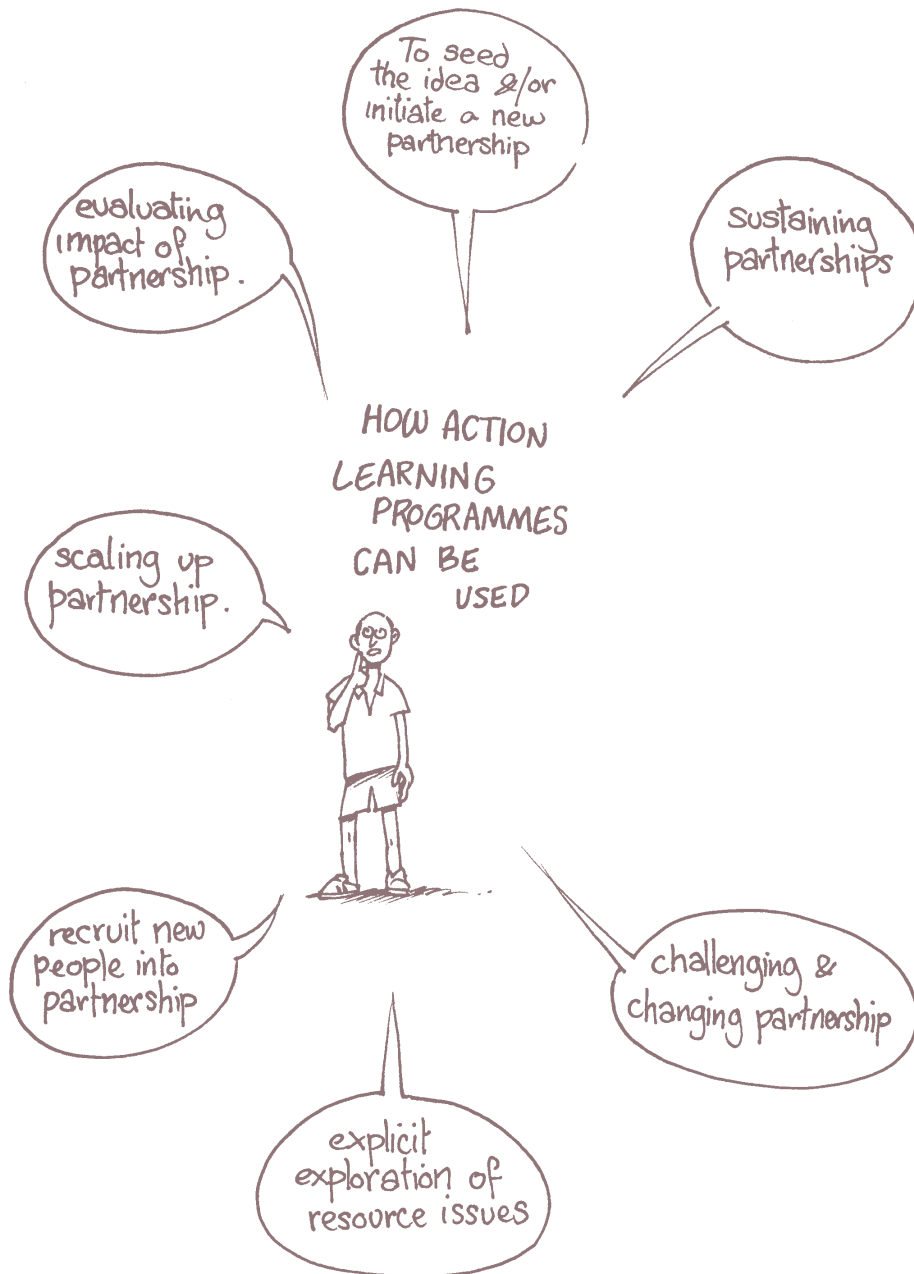 To seed
the idea &/or
initiate a new
partnership
evaluating
impact of
partnership.
sustaining
partnerships
HOW ACTION
LEARNING
PROGRAMMES
CAN BE
USED
scaling up
partnership.
recruit new
people into
partnership
challenging &
changing partnership
explicit
exploration of
resource issues